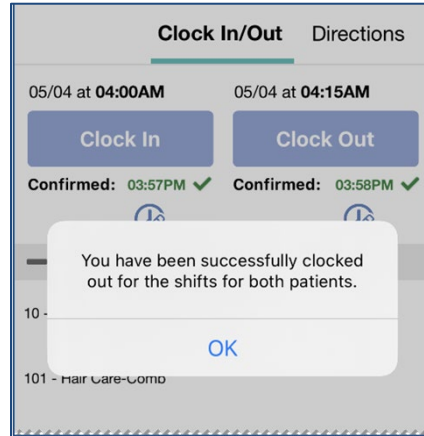 Clock In/Out Directions
05/04 at 04:00AM 05/04 at 04:15AM
Clock In Clock Out
Confirmed: 03:57PM Confirmed: 03:58PM
You have been successfully clocked
out for the shifts for both patients.
10 -
OK
101 - Hair Care-Comb